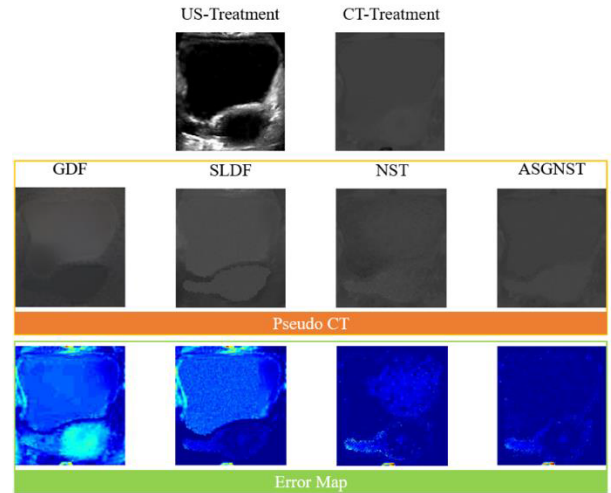 US-Treatment CT-Treatment
GDF SLDF NST ASGNST
Pseudo CT
Error Map